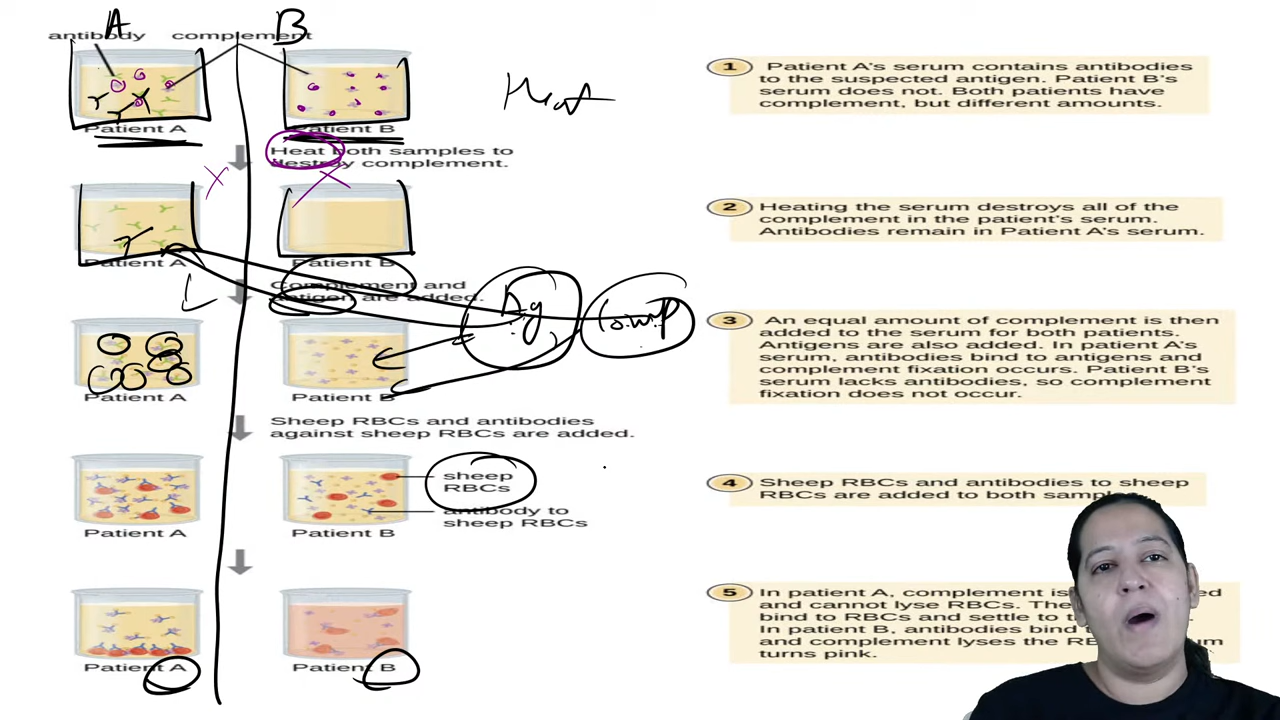 A
B
antibody complement
Patient A
Patient B
Heat
Heat both samples to
destroy complement.
Patient A
Patient B
Complement and
antigen are added.
Ag
Comp
Patient A
Patient B
Sheep RBCs and antibodies
against sheep RBCs are added.
sheep
RBCs
antibody to
sheep RBCs
Patient A
Patient B
Patient A
Patient B
1 Patient A's serum contains antibodies
to the suspected antigen. Patient B's
serum does not. Both patients have
complement, but different amounts.
2 Heating the serum destroys all of the
complement in the patient's serum.
Antibodies remain in Patient A's serum.
3 An equal amount of complement is then
added to the serum for both patients.
Antigens are also added. In patient A's
serum, antibodies bind to antigens and
complement fixation occurs. Patient B's
serum lacks antibodies, so complement
fixation does not occur.
4 Sheep RBCs and antibodies to sheep
RBCs are added to both
5 In patient A, complement is
and cannot lyse RBCs. The
bind to RBCs and settle to
In patient B, antibodies bind
and complement lyses the
turns pink.